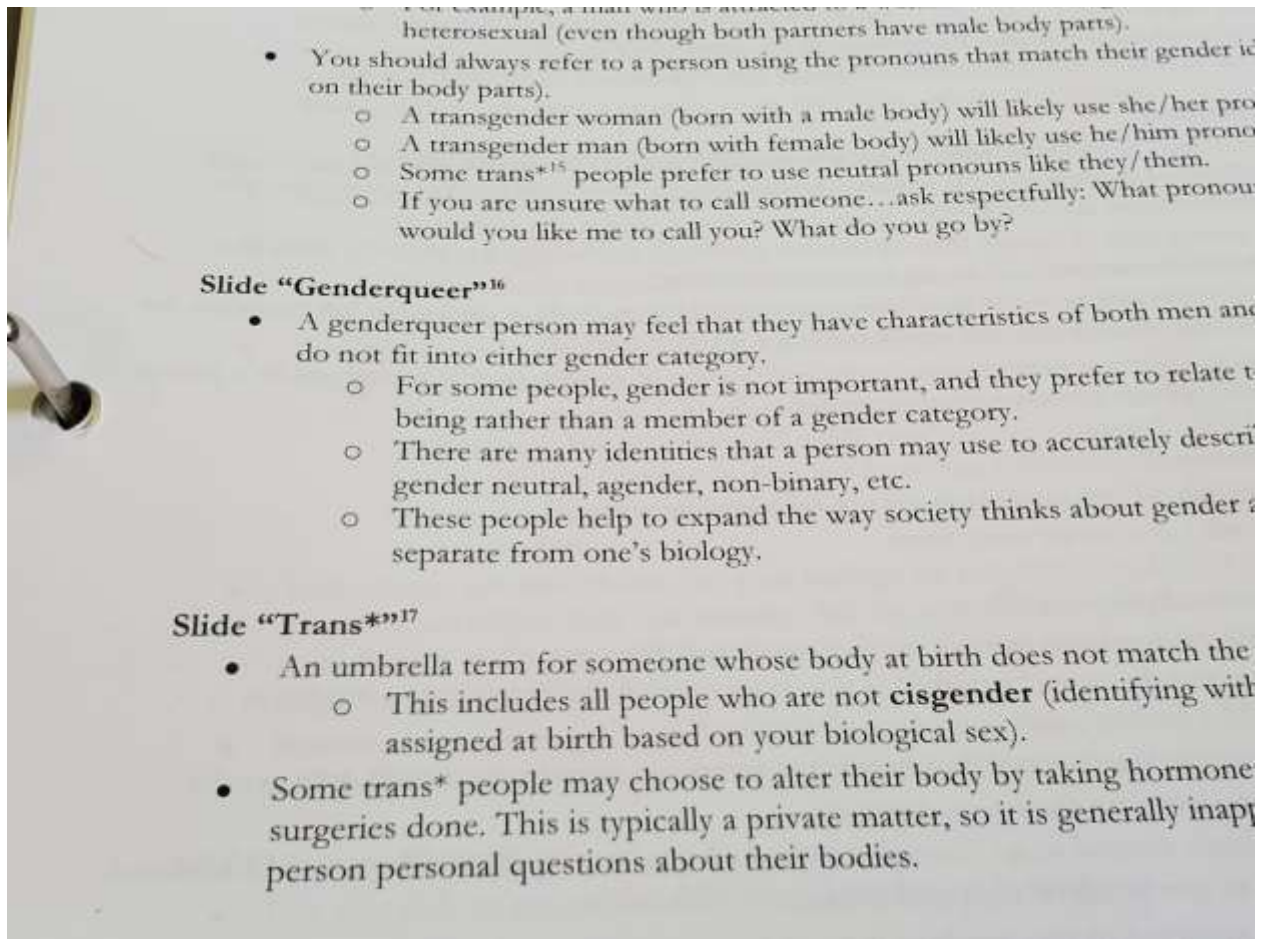 heterosexual (even though both partners have male body parts).
• You should always refer to a person using the pronouns that match their gender
on their body parts).
o A transgender woman (born with a male body) will likely use she/her
o A transgender man (born with female body) will likely use he/him
o Some trans*15 people prefer to use neutral pronouns like they/them.
o If you are unsure what to call someone…ask respectfully: What
would you like me to call you? What do you go by?
Slide “Genderqueer”16
• A genderqueer person may feel that they have characteristics of both men
do not fit into either gender category.
o For some people, gender is not important, and they prefer to relate
being rather than a member of a gender category.
o There are many identities that a person may use to accurately
gender neutral, agender, non-binary, etc.
o These people help to expand the way society thinks about gender
separate from one’s biology.
Slide “Trans*”17
• An umbrella term for someone whose body at birth does not match the
o This includes all people who are not cisgender (identifying
assigned at birth based on your biological sex).
• Some trans* people may choose to alter their body by taking
surgeries done. This is typically a private matter, so it is generally
person personal questions about their bodies.